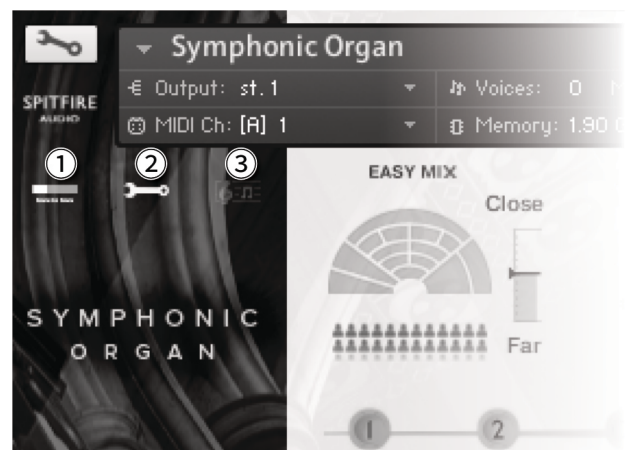 Symphonic Organ
Output: st. 1
Voices: 0
MIDI Ch: [A] 1
Memory: 1.90
SPITFIRE
AUDIO
1 2 3
EASY MIX
Close
Far
SYMPHONIC
ORGAN
1 2